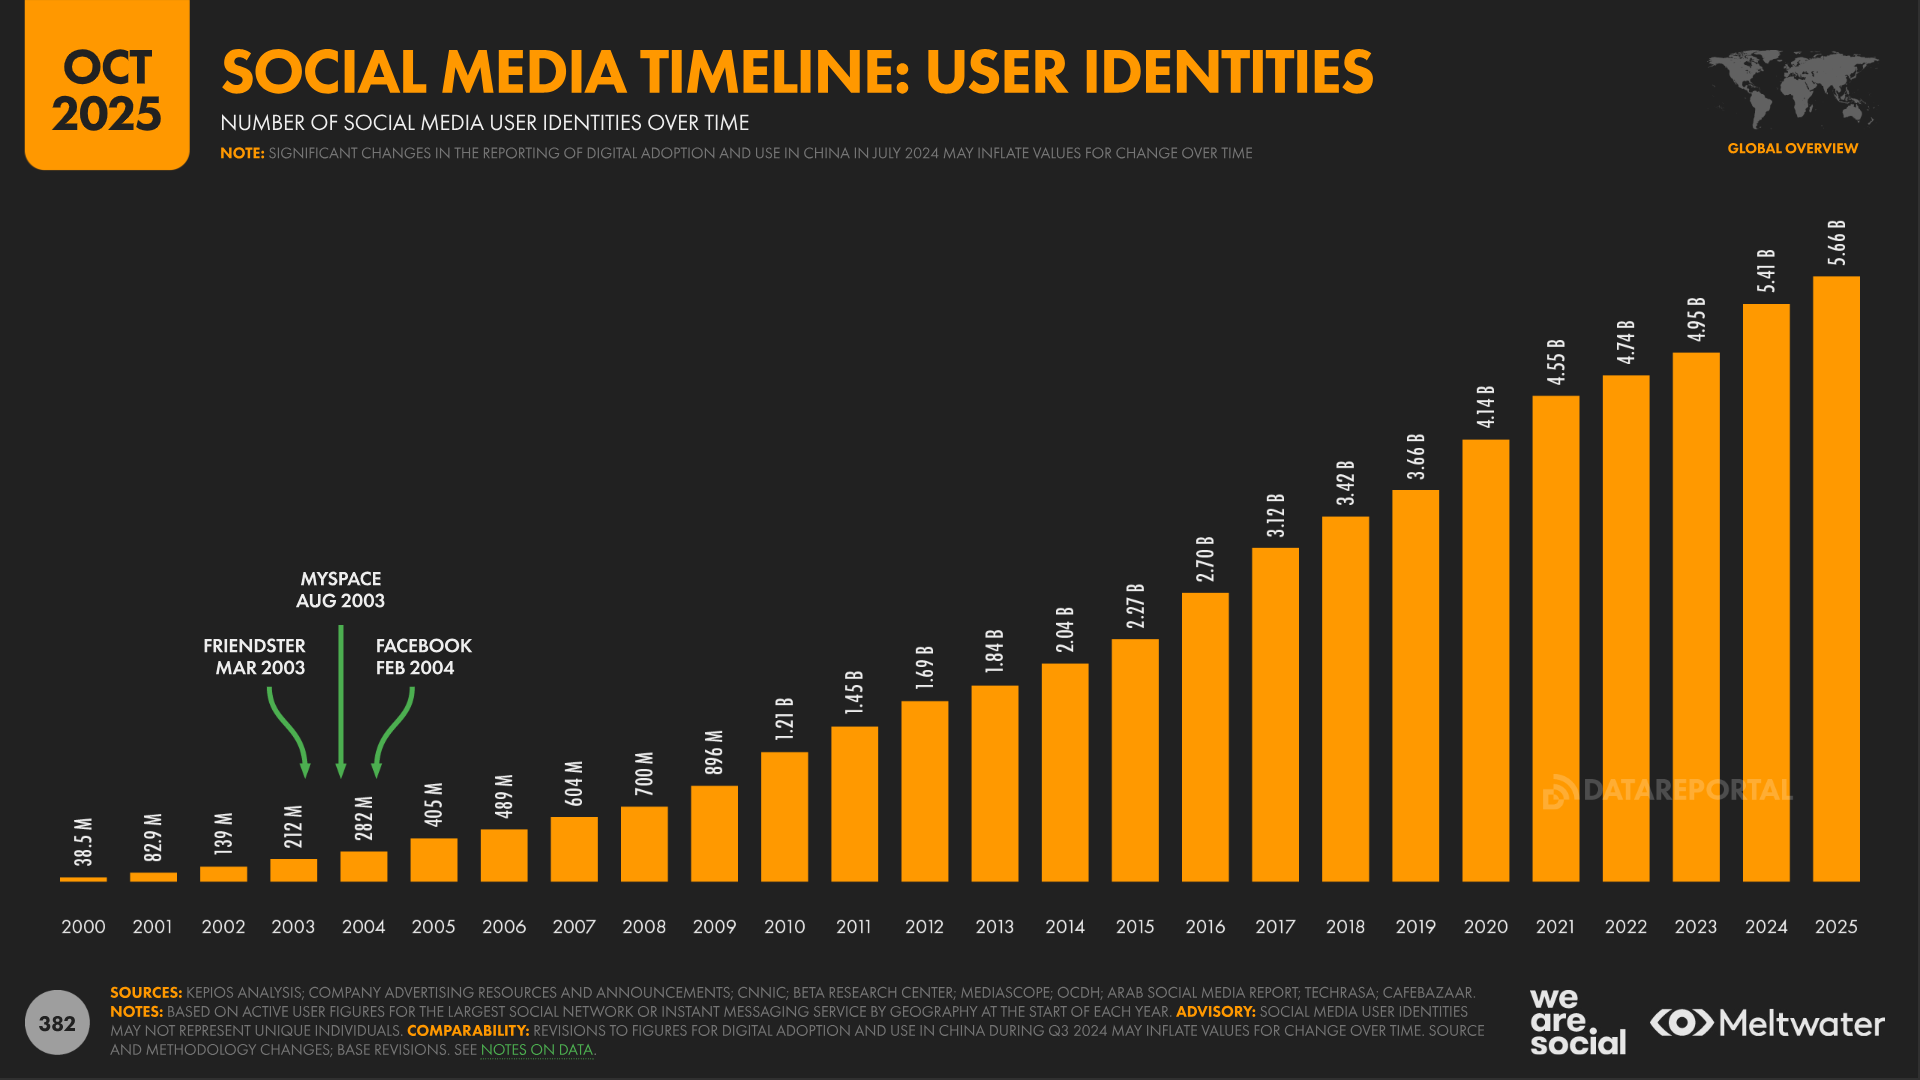 OCT
2025
SOCIAL MEDIA TIMELINE: USER IDENTITIES
NUMBER OF SOCIAL MEDIA USER IDENTITIES OVER TIME
NOTE: SIGNIFICANT CHANGES IN THE REPORTING OF DIGITAL ADOPTION AND USE IN CHINA IN JULY 2024 MAY INFLATE VALUES FOR CHANGE OVER TIME
GLOBAL OVERVIEW
MYSPACE
AUG 2003
FRIENDSTER
MAR 2003
FACEBOOK
FEB 2004
38.5 M
82.9 M
139 M
212 M
282 M
405 M
489 M
604 M
700 M
896 M
1.21 B
1.45 B
1.69 B
1.84 B
2.04 B
2.27 B
2.70 B
3.12 B
3.42 B
3.66 B
4.14 B
4.55 B
4.74 B
4.95 B
5.41 B
5.66 B
DATAREPORTAL
2000 2001 2002 2003 2004 2005 2006 2007 2008 2009 2010 2011 2012 2013 2014 2015 2016 2017 2018 2019 2020 2021 2022 2023 2024 2025
382
SOURCES: KEPIOS ANALYSIS; COMPANY ADVERTISING RESOURCES AND ANNOUNCEMENTS; CNNIC; BETA RESEARCH CENTER; MEDIASCOPE; OCDH; ARAB SOCIAL MEDIA REPORT; TECHRASA; CAFEBAZAAR.
NOTES: BASED ON ACTIVE USER FIGURES FOR THE LARGEST SOCIAL NETWORK OR INSTANT MESSAGING SERVICE BY GEOGRAPHY AT THE START OF EACH YEAR. ADVISORY: SOCIAL MEDIA USER IDENTITIES
MAY NOT REPRESENT UNIQUE INDIVIDUALS. COMPARABILITY: REVISIONS TO FIGURES FOR DIGITAL ADOPTION AND USE IN CHINA DURING Q3 2024 MAY INFLATE VALUES FOR CHANGE OVER TIME. SOURCE
AND METHODOLOGY CHANGES; BASE REVISIONS. SEE NOTES ON DATA.
we
are
social
Meltwater